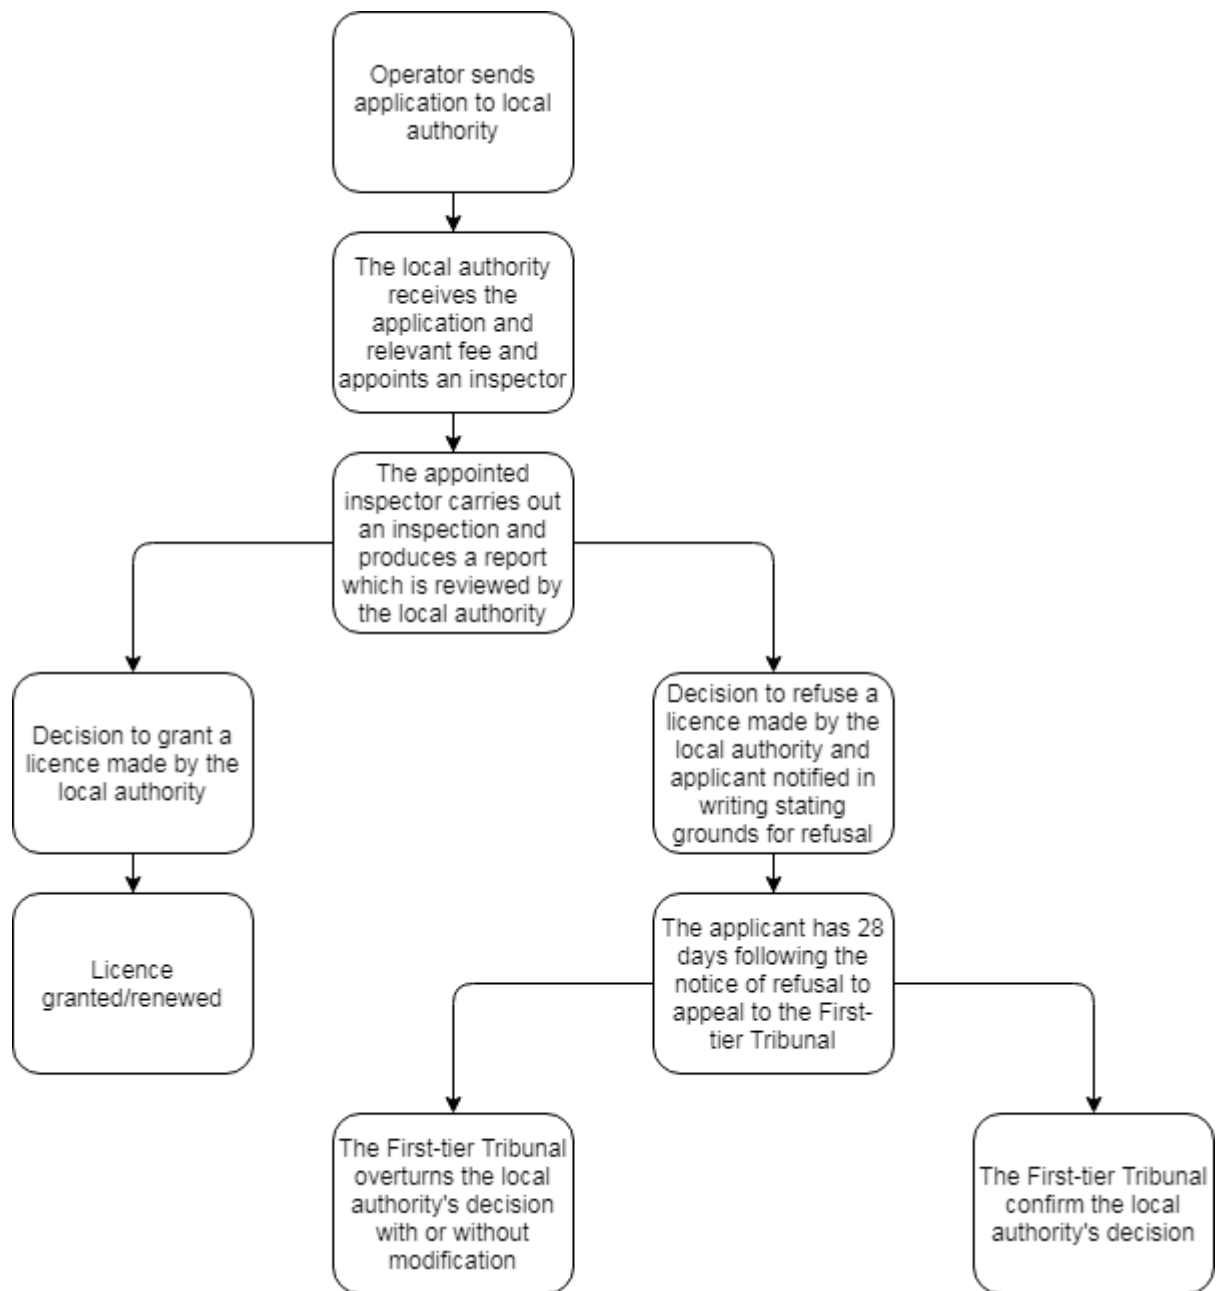 Operator sends
application to local
authority
The local authority
receives the
application and
relevant fee and
appoints an inspector
The appointed
inspector carries out
an inspection and
produces a report
which is reviewed by
the local authority
Decision to grant a
licence made by the
local authority
Decision to refuse a
licence made by the
local authority and
applicant notified in
writing stating
grounds for refusal
Licence
granted/renewed
The applicant has 28
days following the
notice of refusal to
appeal to the First-
tier Tribunal
The First-tier Tribunal
overturns the local
authority's decision
with or without
modification
The First-tier Tribunal
confirm the local
authority's decision